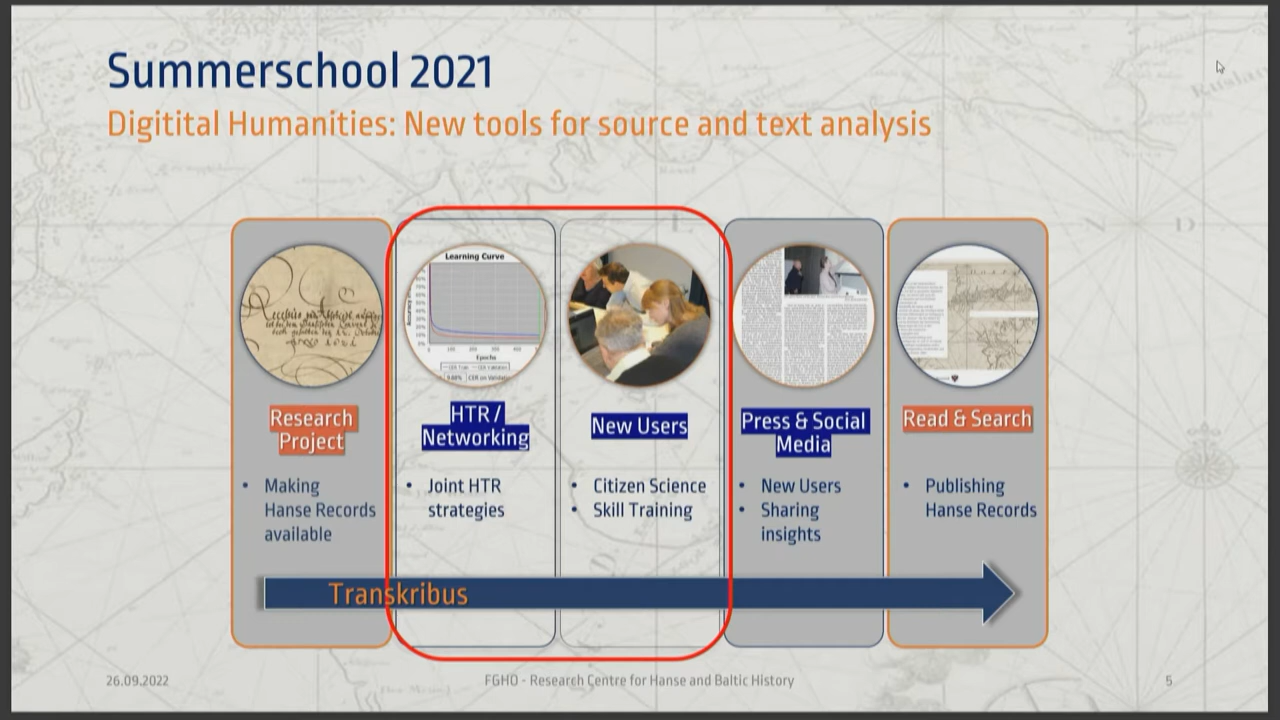 Summerschool 2021
Digitital Humanities: New tools for source and text analysis
Learning Curve
Epochs
Research
Project
HTR /
Networking
New Users
Press & Social
Media
Read & Search
• Making
Hanse Records
available
• Joint HTR
strategies
• Citizen Science
• Skill Training
• New Users
• Sharing
insights
• Publishing
Hanse Records
Transkribus
26.09.2022
FGHO - Research Centre for Hanse and Baltic History
5